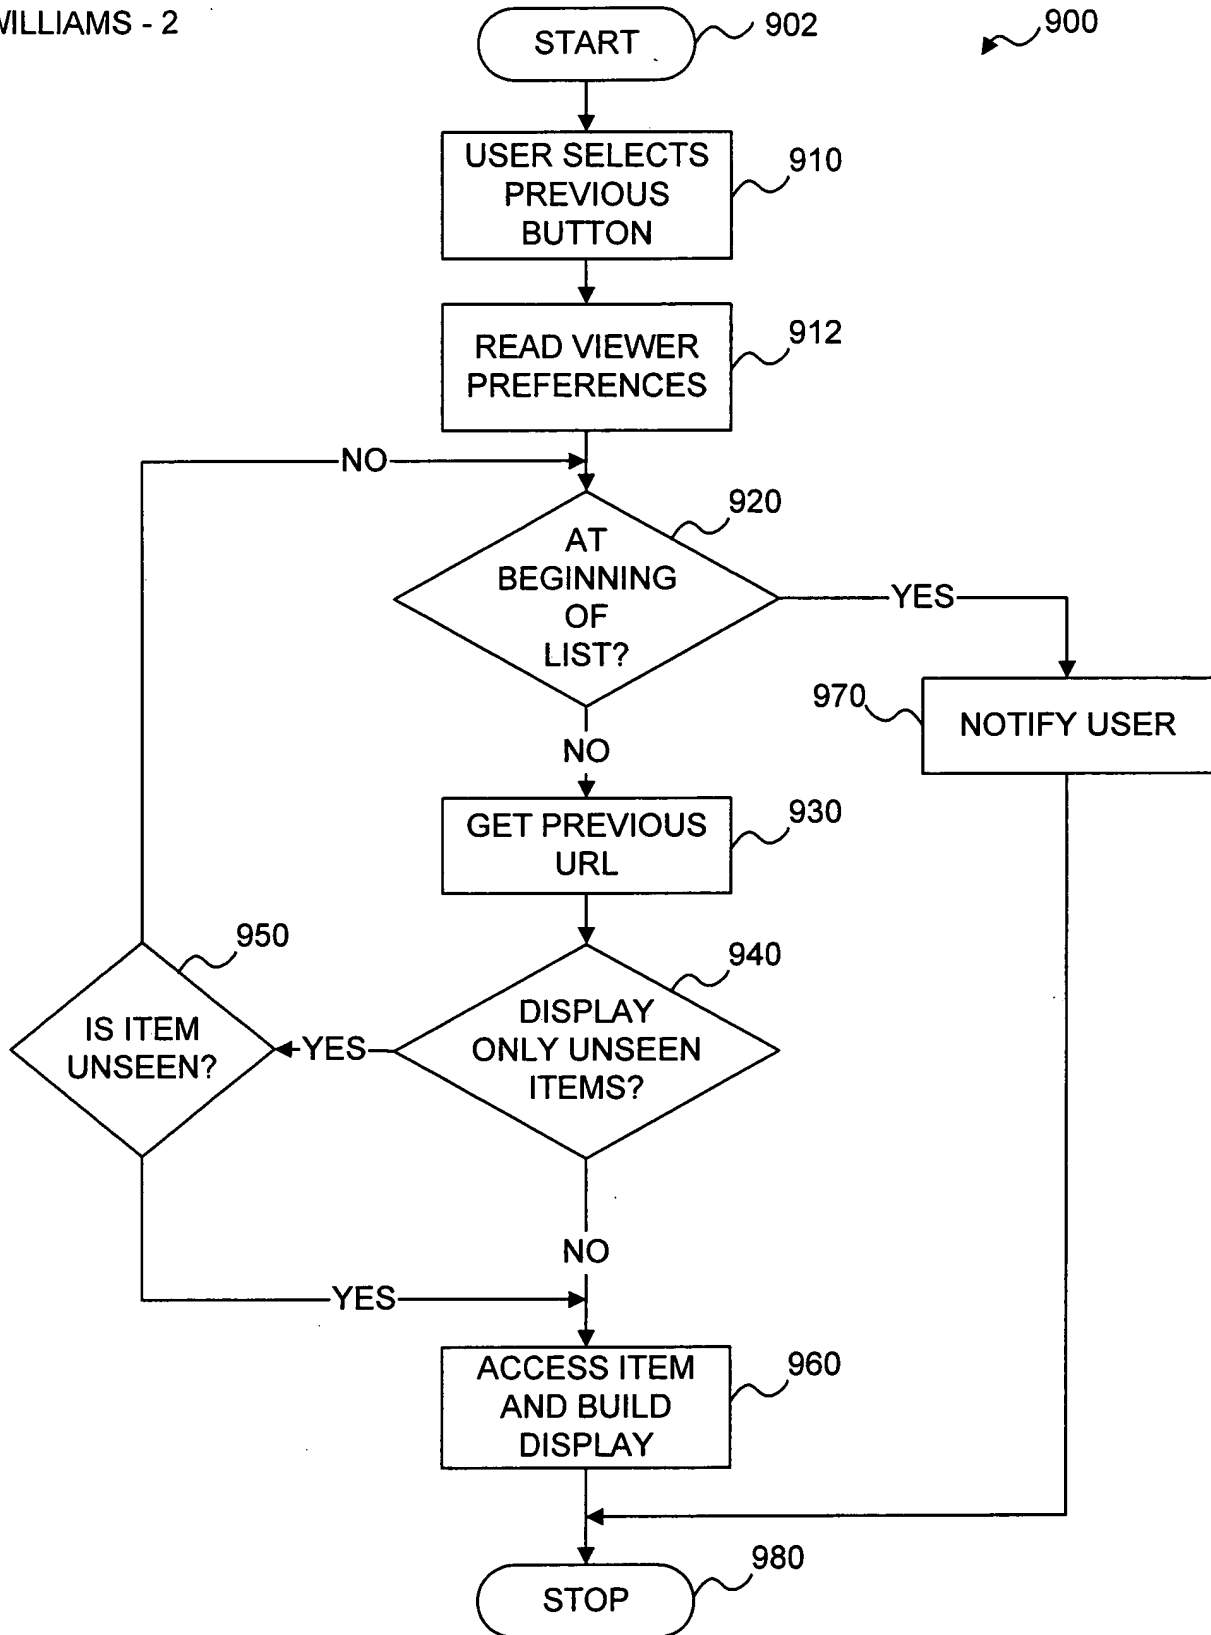 WILLIAMS - 2
START
902
900
USER SELECTS
PREVIOUS
BUTTON
910
READ VIEWER
PREFERENCES
912
NO
920
AT
BEGINNING
OF
LIST?
YES
970
NOTIFY USER
NO
GET PREVIOUS
URL
930
950
940
IS ITEM
UNSEEN?
YES
DISPLAY
ONLY UNSEEN
ITEMS?
NO
YES
ACCESS ITEM
AND BUILD
DISPLAY
960
980
STOP